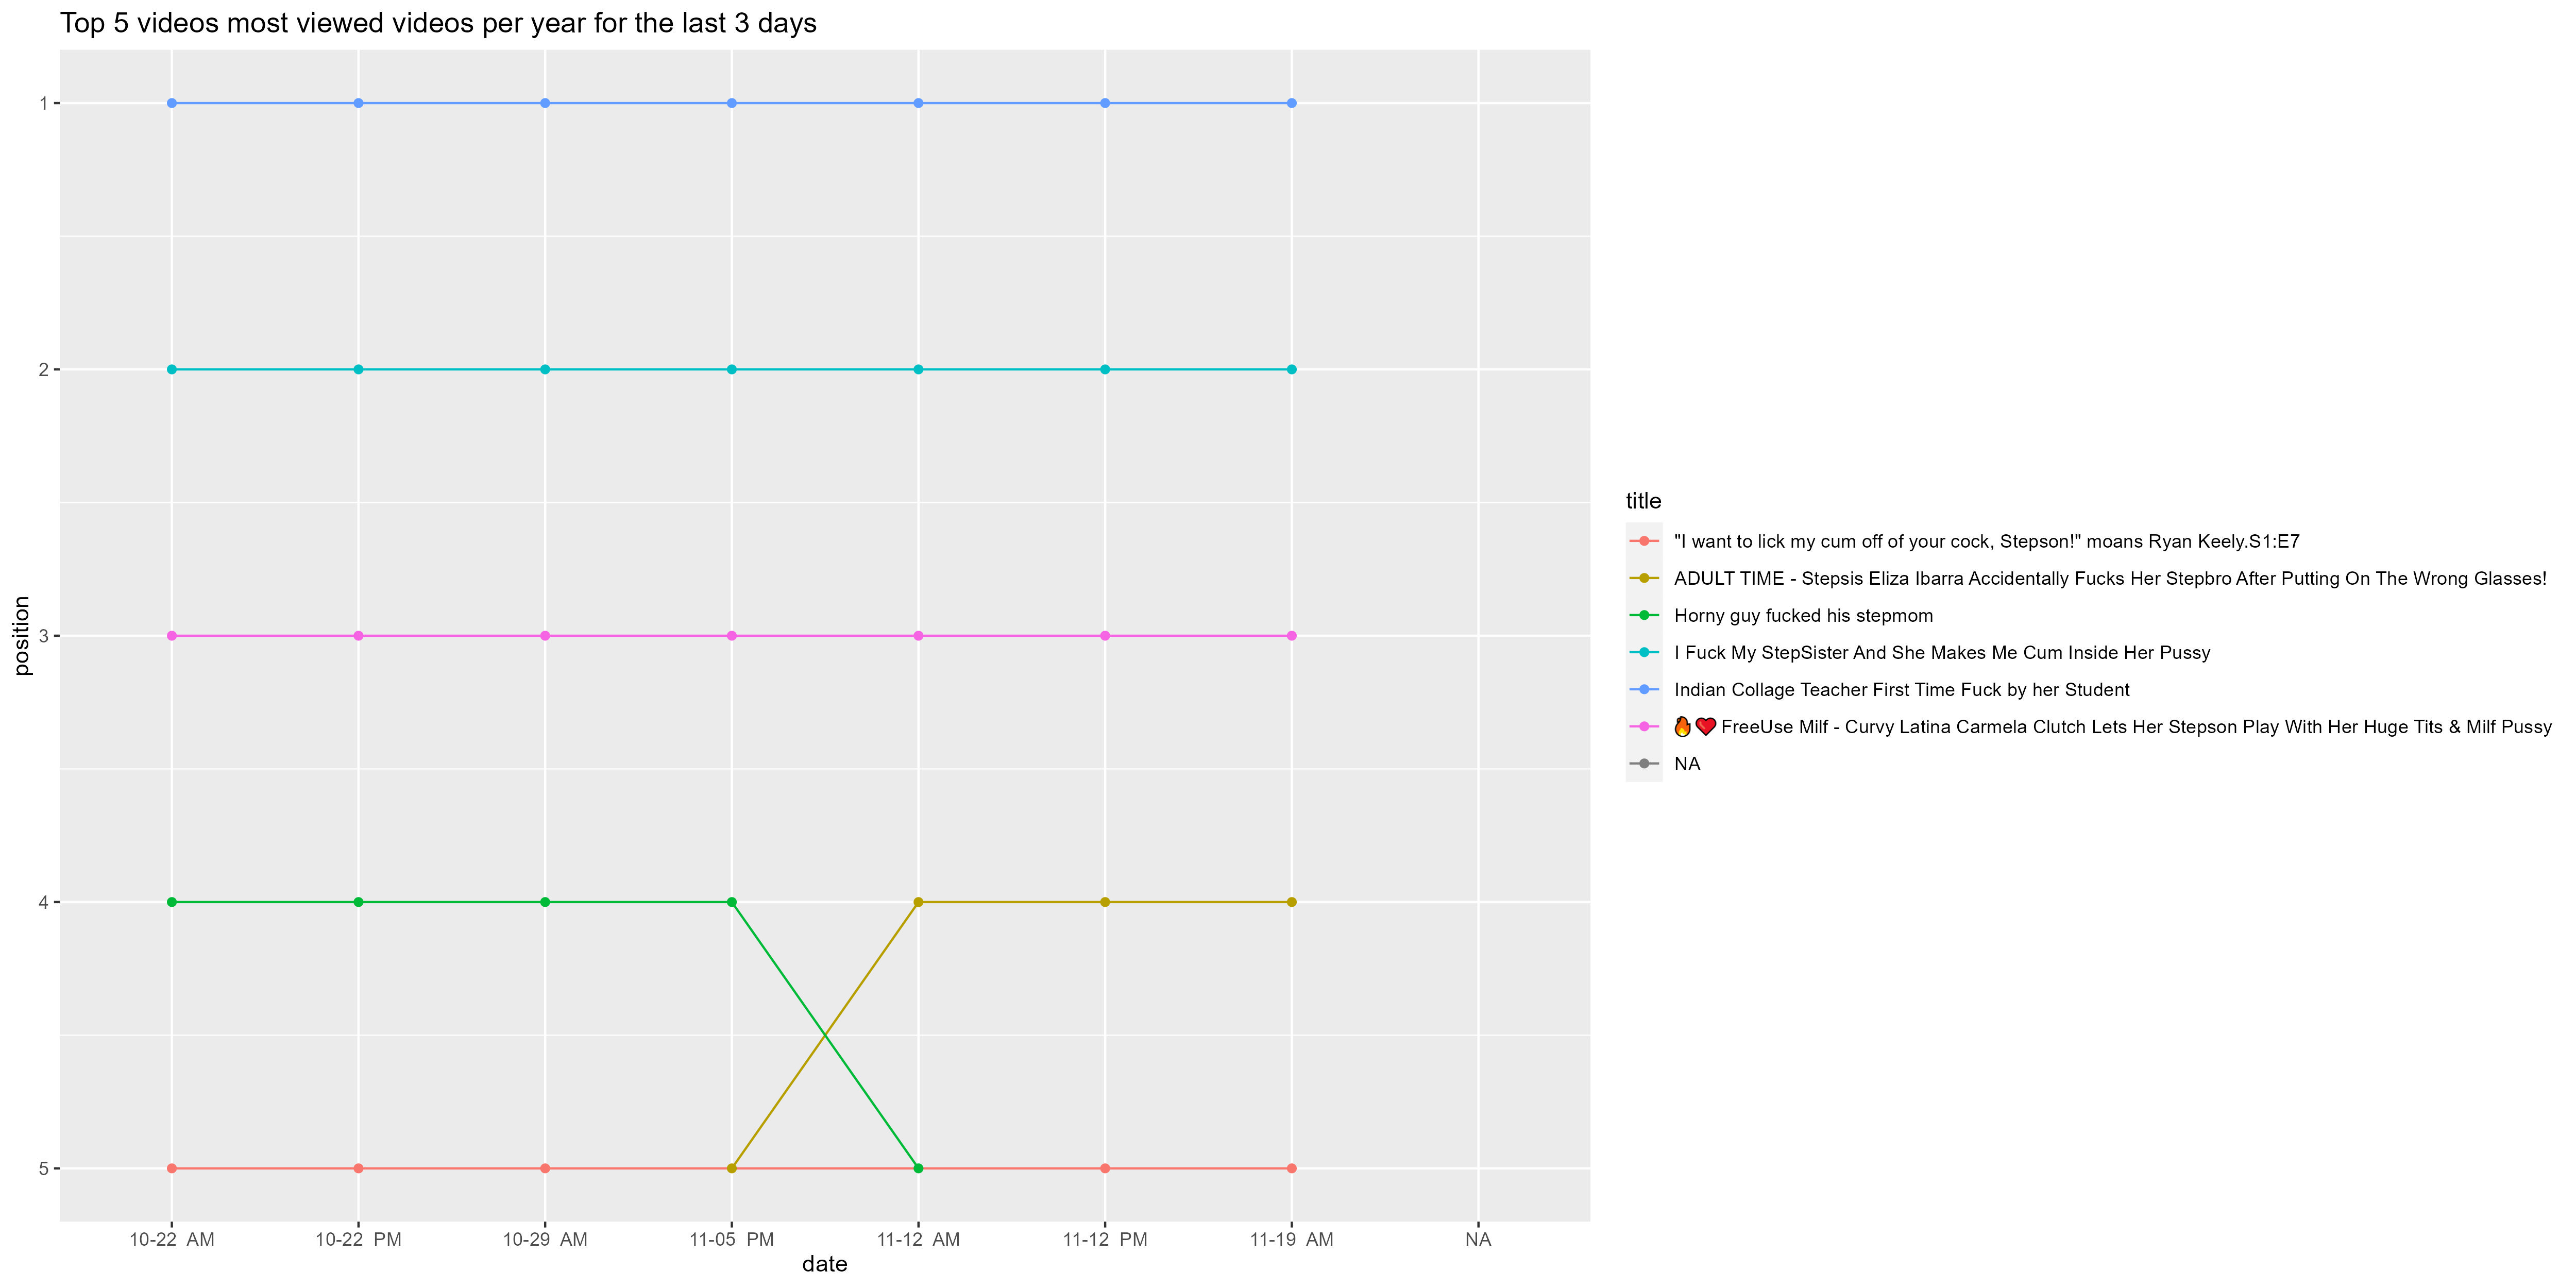 Top 5 videos most viewed videos per year for the last 3 days
1
2
3
4
5
position
10-22 AM
10-22 PM
10-29 AM
11-05 PM
11-12 AM
11-12 PM
11-19 AM
NA
date
title
"I want to lick my cum off of your cock, Stepson!" moans Ryan Keely.S1:E7
ADULT TIME - Stepsis Eliza Ibarra Accidentally Fucks Her Stepbro After Putting On The Wrong Glasses!
Horny guy fucked his stepmom
I Fuck My StepSister And She Makes Me Cum Inside Her Pussy
Indian Collage Teacher First Time Fuck by her Student
🔥❤️ FreeUse Milf - Curvy Latina Carmela Clutch Lets Her Stepson Play With Her Huge Tits & Milf Pussy
NA